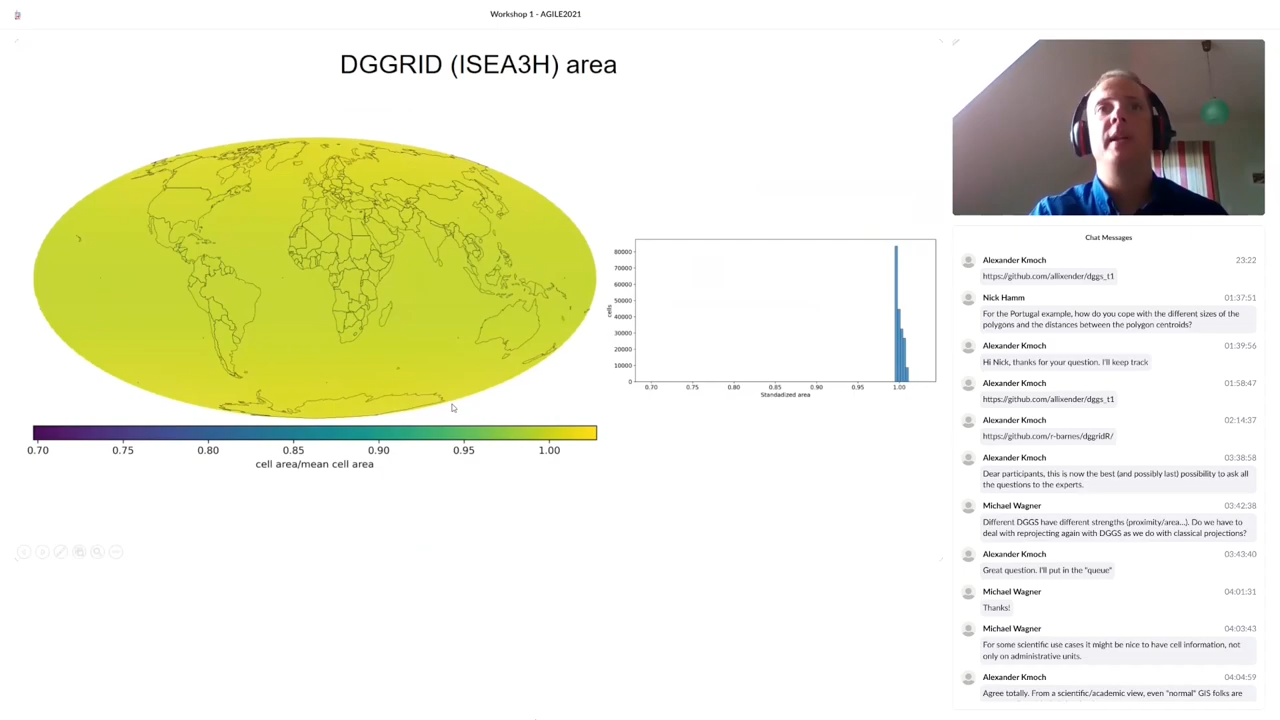 Workshop 1 - AGILE2021
DGGRID (ISEA3H) area
80000
70000
60000
50000
40000
30000
20000
10000
0
cells
0.70 0.75 0.80 0.85 0.90 0.95 1.00
Standadized area
0.70 0.75 0.80 0.85 0.90 0.95 1.00
cell area/mean cell area
Chat Messages
Alexander Kmoch 23:22
https://github.com/allixender/dggs_t1
Nick Hamm 01:37:51
For the Portugal example, how do you cope with the different sizes of the
polygons and the distances between the polygon centroids?
Alexander Kmoch 01:39:56
Hi Nick, thanks for your question. I'll keep track
Alexander Kmoch 01:58:47
https://github.com/allixender/dggs_t1
Alexander Kmoch 02:14:37
https://github.com/r-barnes/dggridR/
Alexander Kmoch 03:38:58
Dear participants, this is now the best (and possibly last) possibility to ask all
the questions to the experts.
Michael Wagner 03:42:38
Different DGGS have different strengths (proximity/area...). Do we have to
deal with reprojecting again with DGGS as we do with classical projections?
Alexander Kmoch 03:43:40
Great question. I'll put in the "queue"
Michael Wagner 04:01:31
Thanks!
Michael Wagner 04:03:43
For some scientific use cases it might be nice to have cell information, not
only on administrative units.
Alexander Kmoch 04:04:59
Agree totally. From a scientific/academic view, even "normal" GIS folks are